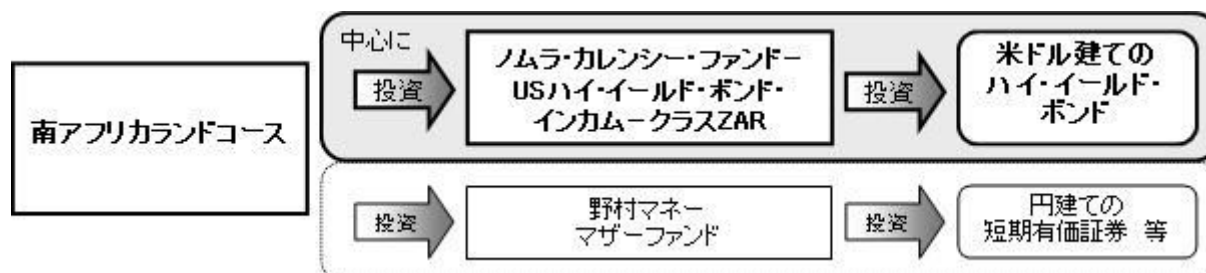 南アフリカランドコース
中心に
投資
ノムラ・カレンシー・ファンドー
USハイ・イールド・ボンド・
インカムークラスZAR
投資
米ドル建ての
ハイ・イールド・
ボンド
投資
野村マネー
マザーファンド
投資
円建ての
短期有価証券 等